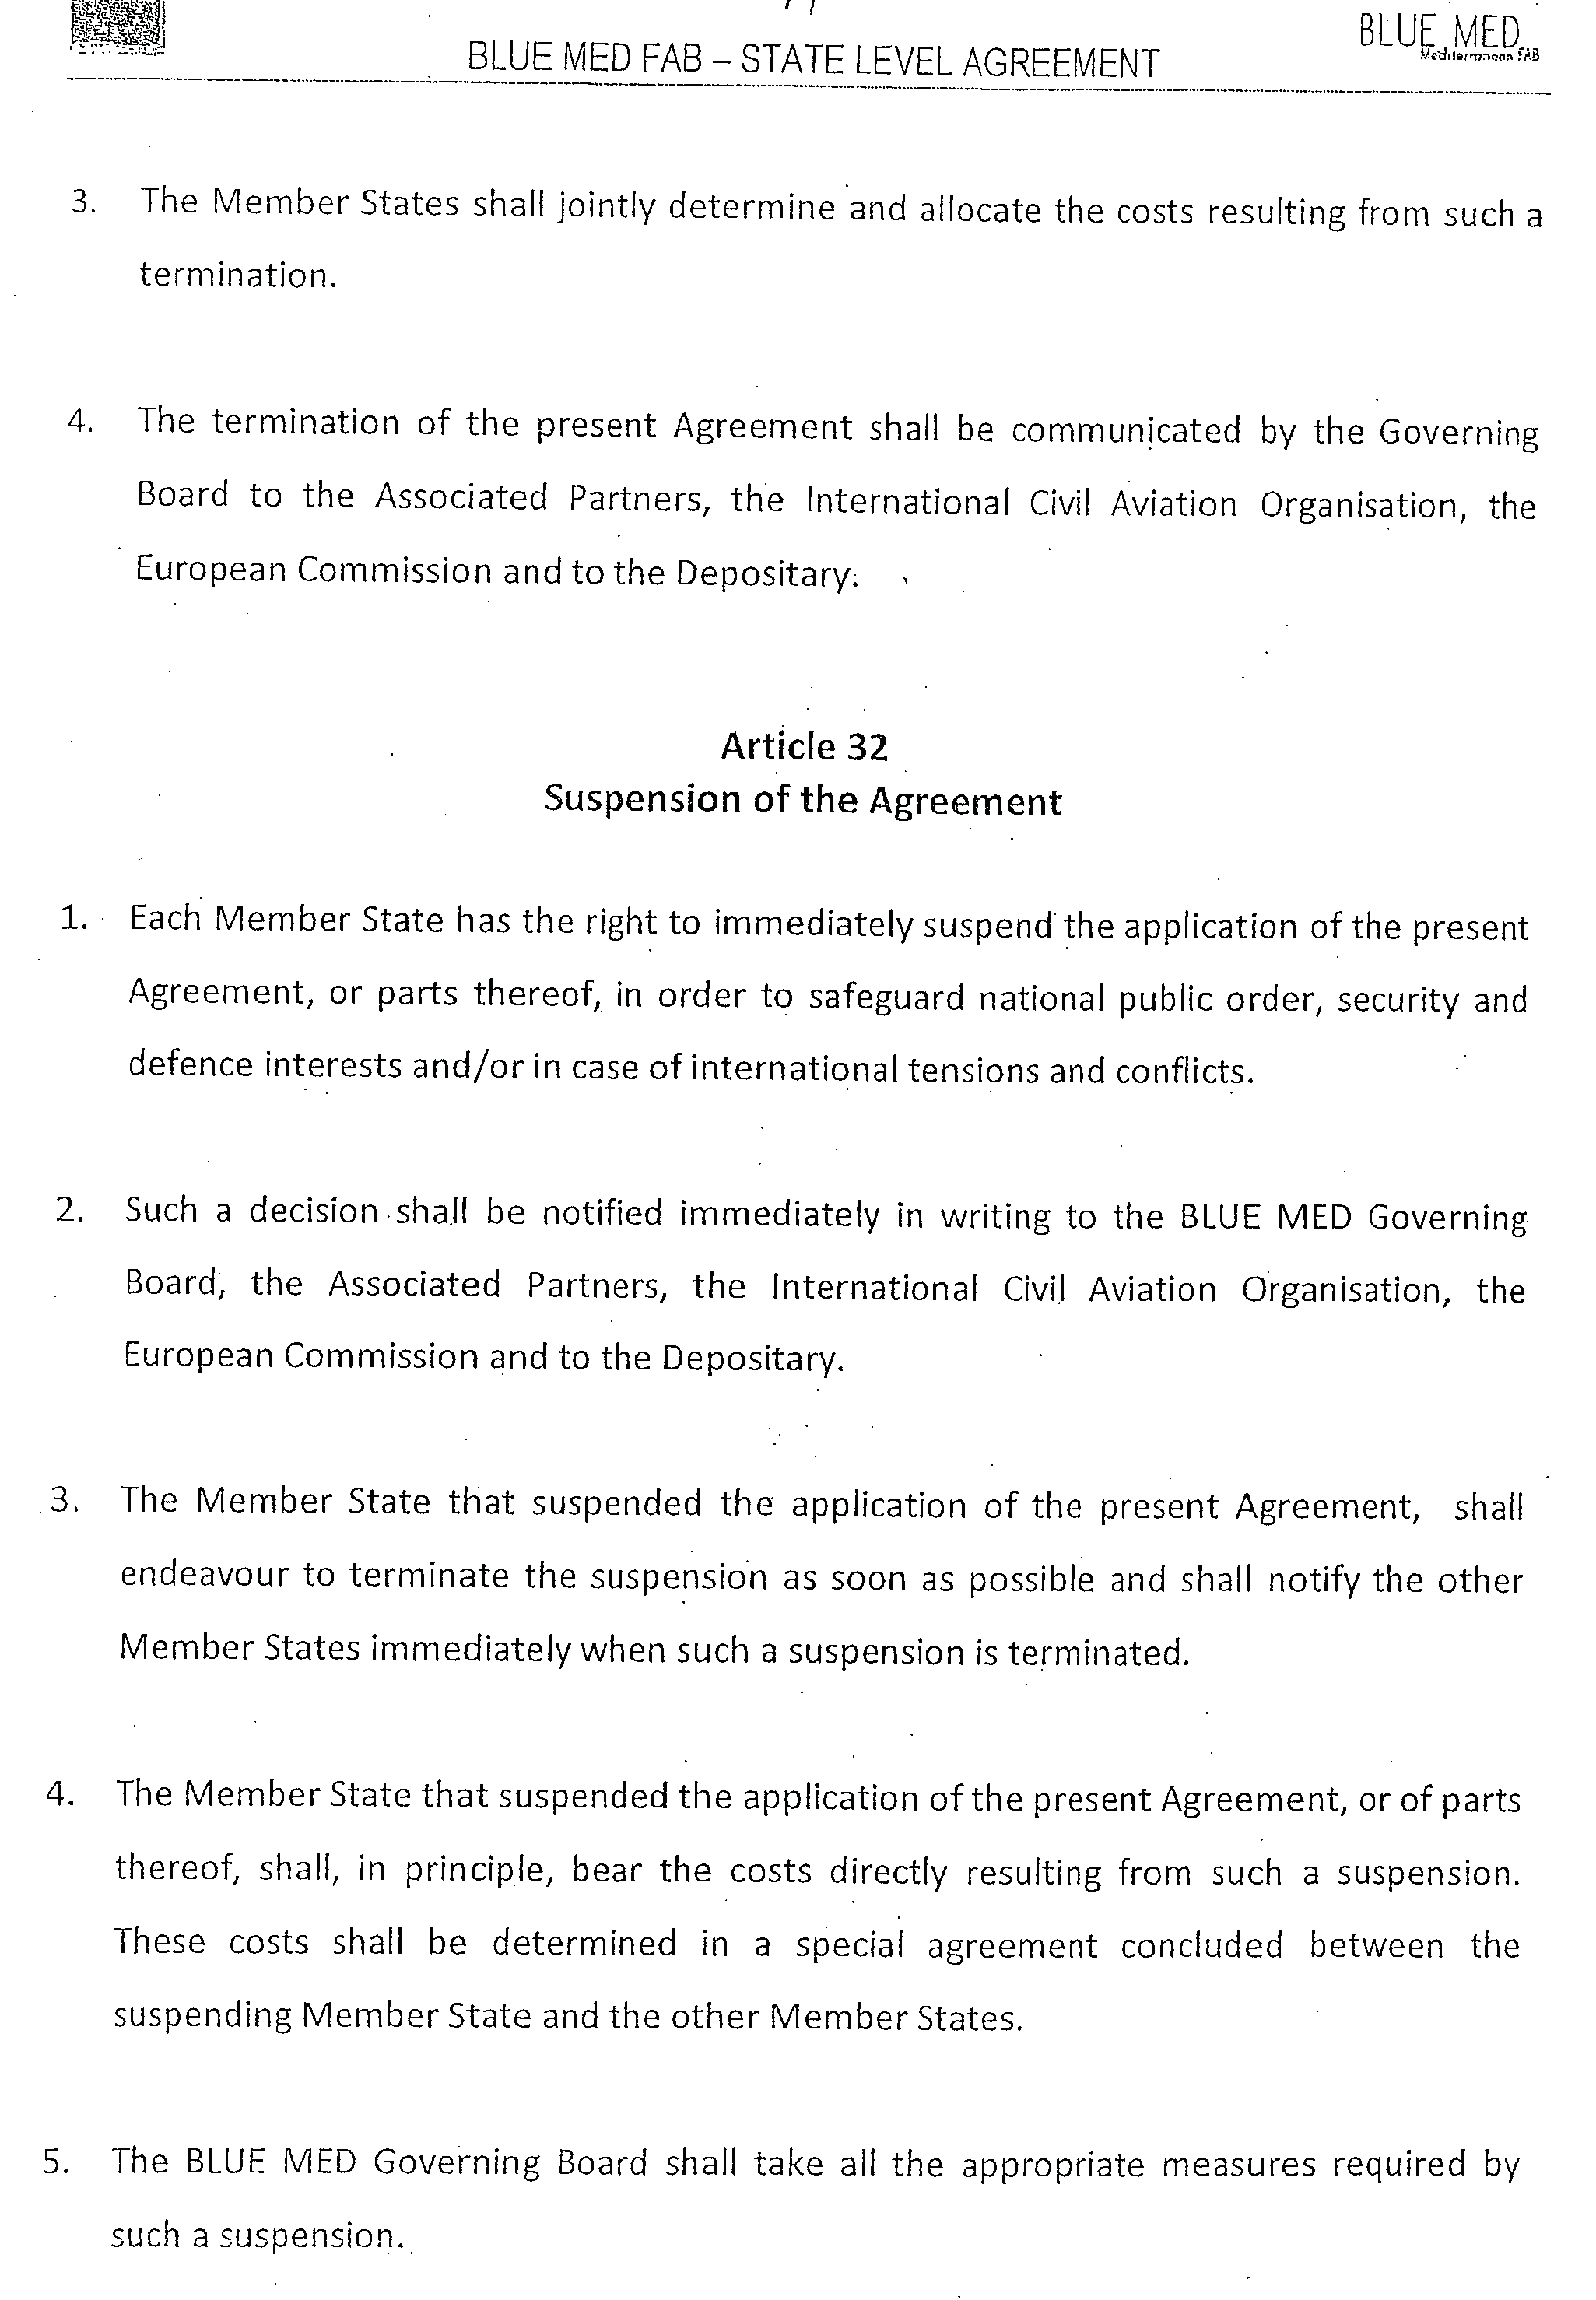 BLUE MED
Mediterranean FAB
BLUE MED FAB – STATE LEVEL AGREEMENT
3. The Member States shall jointly determine and allocate the costs resulting from such a
termination.
4. The termination of the present Agreement shall be communicated by the Governing
Board to the Associated Partners, the International Civil Aviation Organisation, the
European Commission and to the Depositary.
Article 32
Suspension of the Agreement
1. Each Member State has the right to immediately suspend the application of the present
Agreement, or parts thereof, in order to safeguard national public order, security and
defence interests and/or in case of international tensions and conflicts.
2. Such a decision shall be notified immediately in writing to the BLUE MED Governing
Board, the Associated Partners, the International Civil Aviation Organisation, the
European Commission and to the Depositary.
3. The Member State that suspended the application of the present Agreement, shall
endeavour to terminate the suspension as soon as possible and shall notify the other
Member States immediately when such a suspension is terminated.
4. The Member State that suspended the application of the present Agreement, or of parts
thereof, shall, in principle, bear the costs directly resulting from such a suspension.
These costs shall be determined in a special agreement concluded between the
suspending Member State and the other Member States.
5. The BLUE MED Governing Board shall take all the appropriate measures required by
such a suspension.